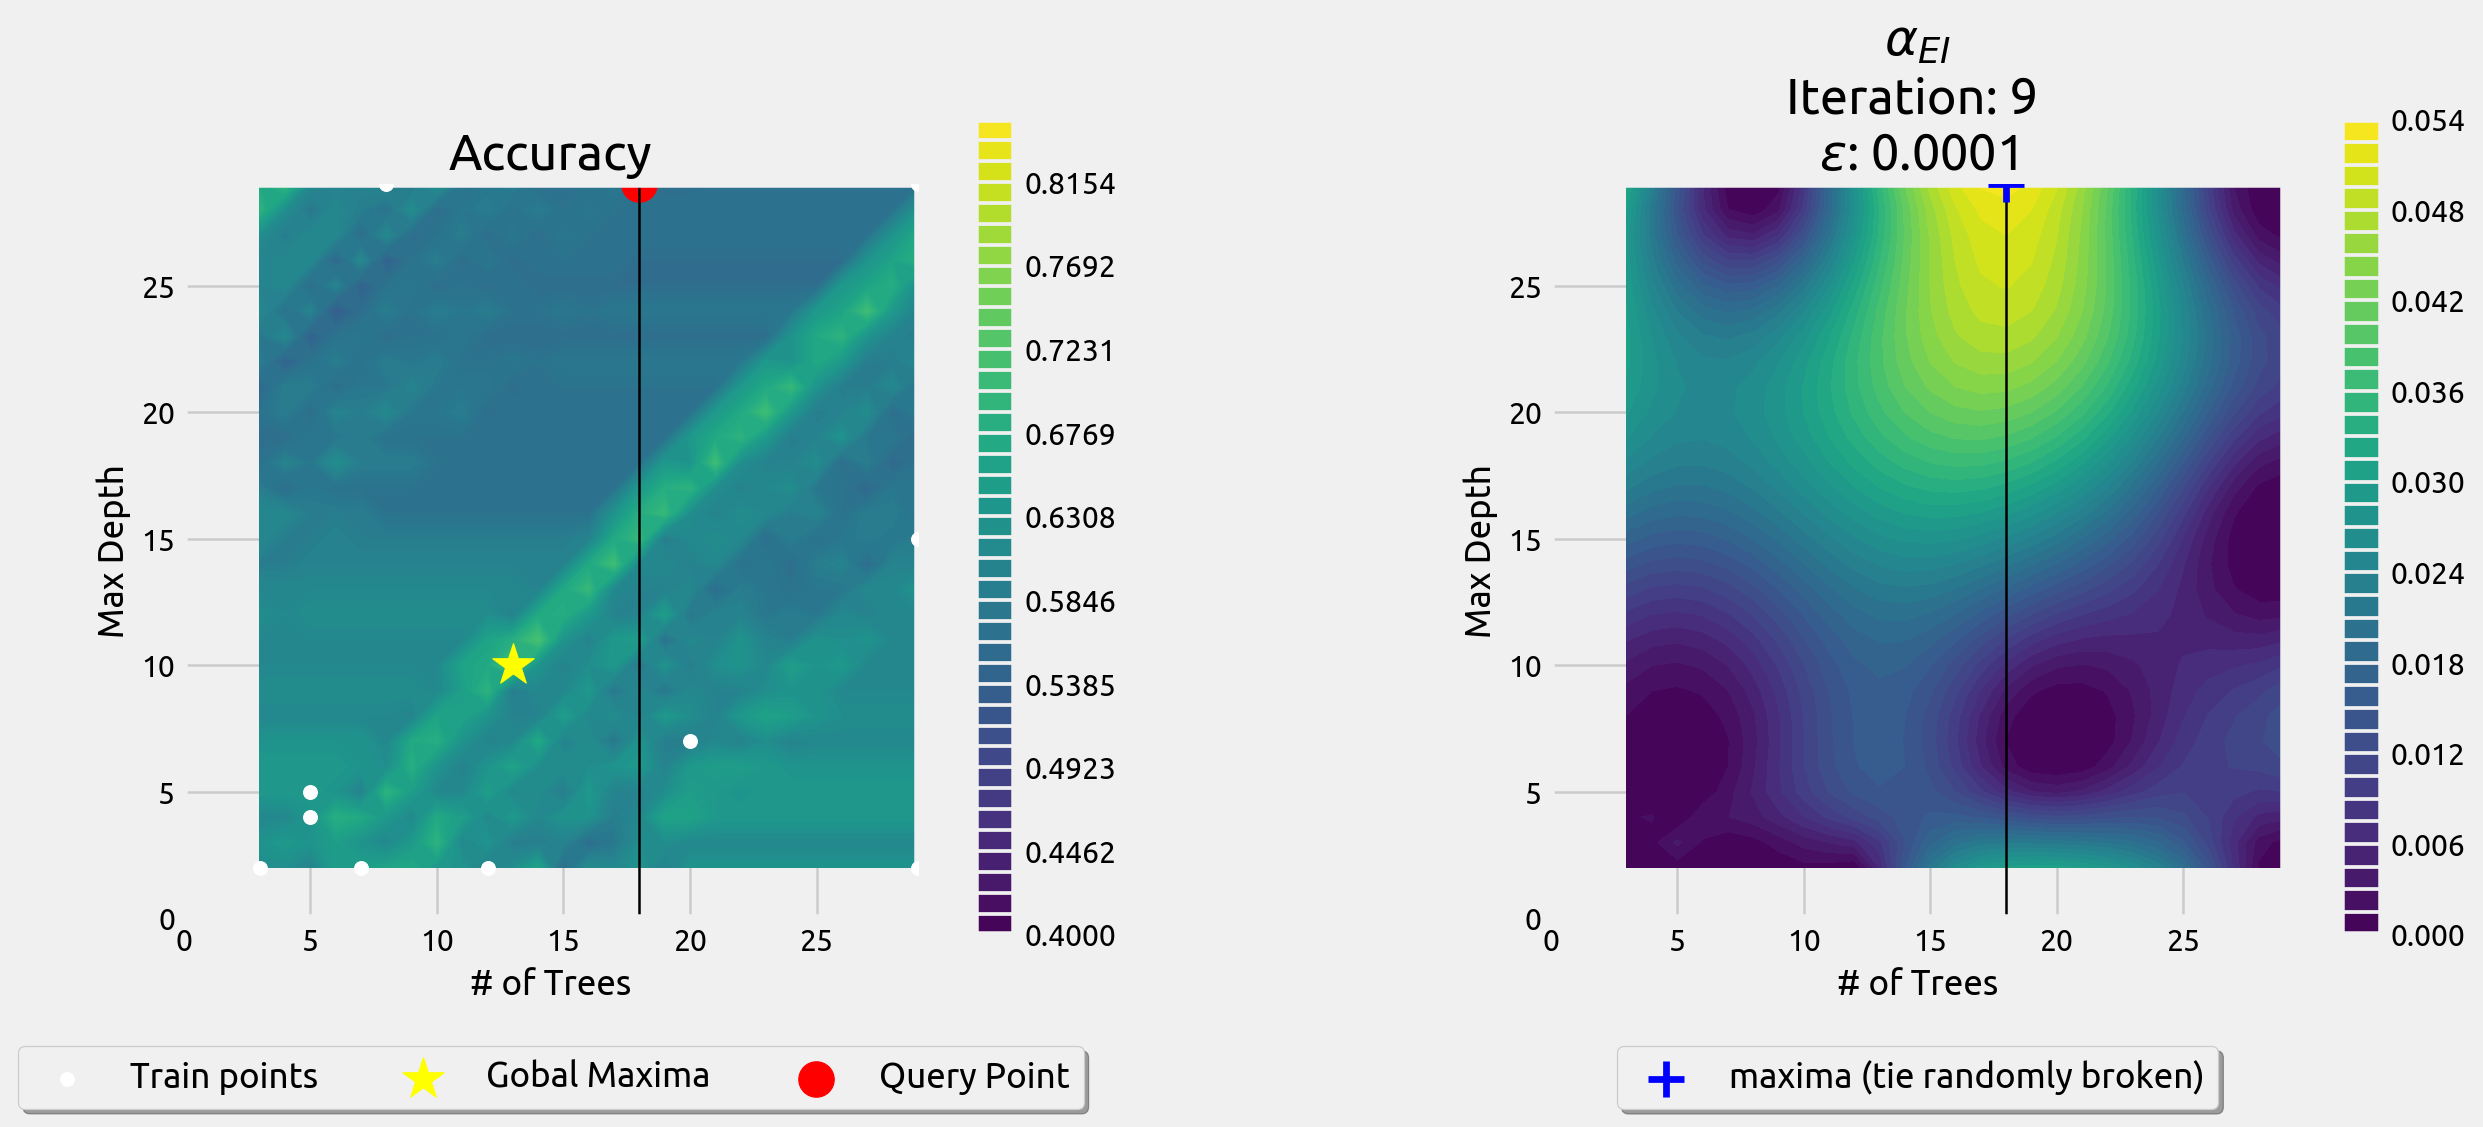 Accuracy
25
20
15
10
5
0
0 5 10 15 20 25
Max Depth
# of Trees
0.8154
0.7692
0.7231
0.6769
0.6308
0.5846
0.5385
0.4923
0.4462
0.4000
Train points
Gobal Maxima
Query Point
α_EI
Iteration: 9
ε: 0.0001
25
20
15
10
5
0
0 5 10 15 20 25
Max Depth
# of Trees
0.054
0.048
0.042
0.036
0.030
0.024
0.018
0.012
0.006
0.000
maxima (tie randomly broken)